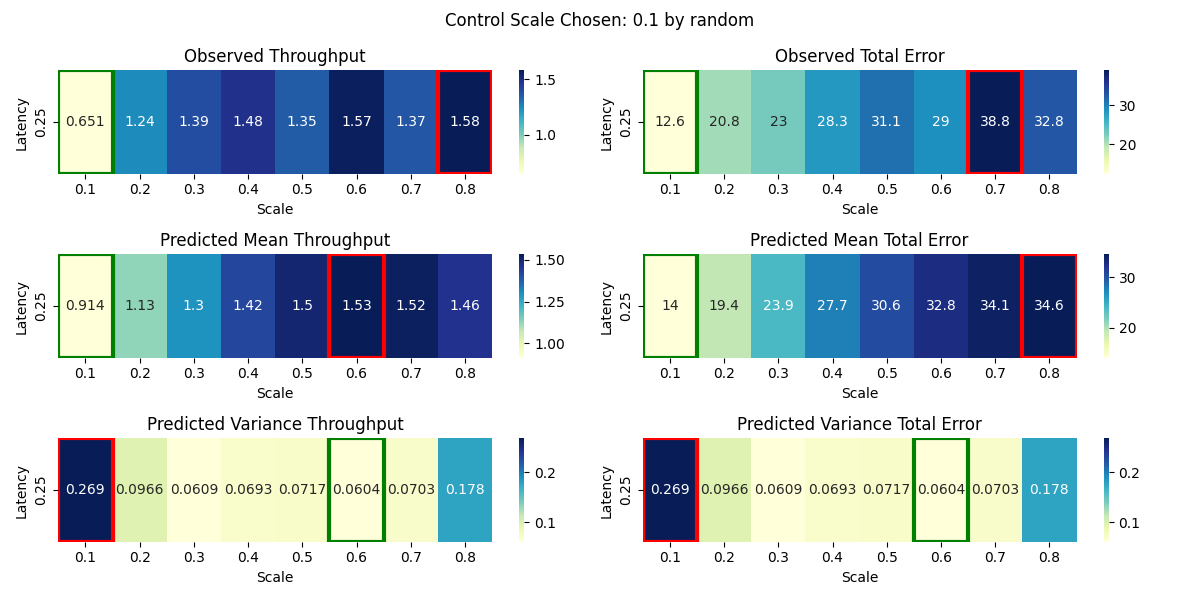 Control Scale Chosen: 0.1 by random
Observed Throughput
Latency
0.25
0.651 1.24 1.39 1.48 1.35 1.57 1.37 1.58
0.1 0.2 0.3 0.4 0.5 0.6 0.7 0.8
Scale
1.5
1.0
Observed Total Error
Latency
0.25
12.6 20.8 23 28.3 31.1 29 38.8 32.8
0.1 0.2 0.3 0.4 0.5 0.6 0.7 0.8
Scale
30
20
Predicted Mean Throughput
Latency
0.25
0.914 1.13 1.3 1.42 1.5 1.53 1.52 1.46
0.1 0.2 0.3 0.4 0.5 0.6 0.7 0.8
Scale
1.50
1.25
1.00
Predicted Mean Total Error
Latency
0.25
14 19.4 23.9 27.7 30.6 32.8 34.1 34.6
0.1 0.2 0.3 0.4 0.5 0.6 0.7 0.8
Scale
30
20
Predicted Variance Throughput
Latency
0.25
0.269 0.0966 0.0609 0.0693 0.0717 0.0604 0.0703 0.178
0.1 0.2 0.3 0.4 0.5 0.6 0.7 0.8
Scale
0.2
0.1
Predicted Variance Total Error
Latency
0.25
0.269 0.0966 0.0609 0.0693 0.0717 0.0604 0.0703 0.178
0.1 0.2 0.3 0.4 0.5 0.6 0.7 0.8
Scale
0.2
0.1